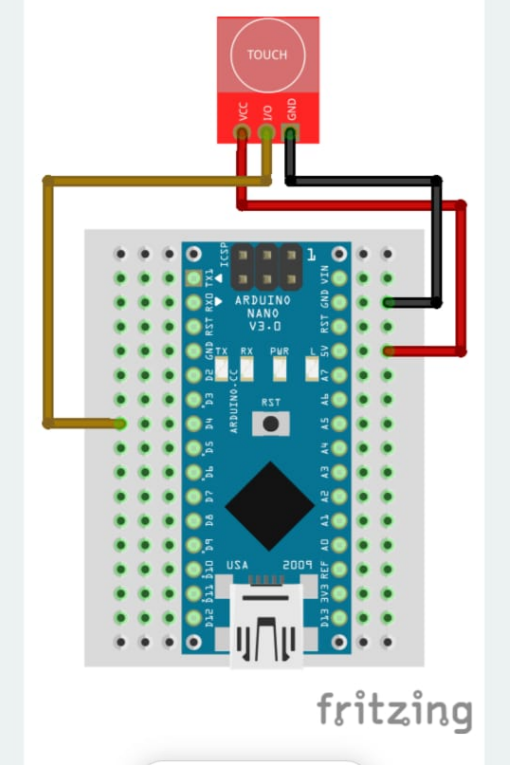 TOUCH
VCC
I/O
GND
ICSP
1
TX1
RX0
RST
GND
D2
D3
D4
D5
D6
D7
D8
D9
D10
D11
D12
ARDUINO
NANO
V3.0
TX RX PWR L
RST
ARDUINO.CC
VIN
GND
RST
5V
A7
A6
A5
A4
A3
A2
A1
A0
REF
3V3
D13
USA 2009
fritzing